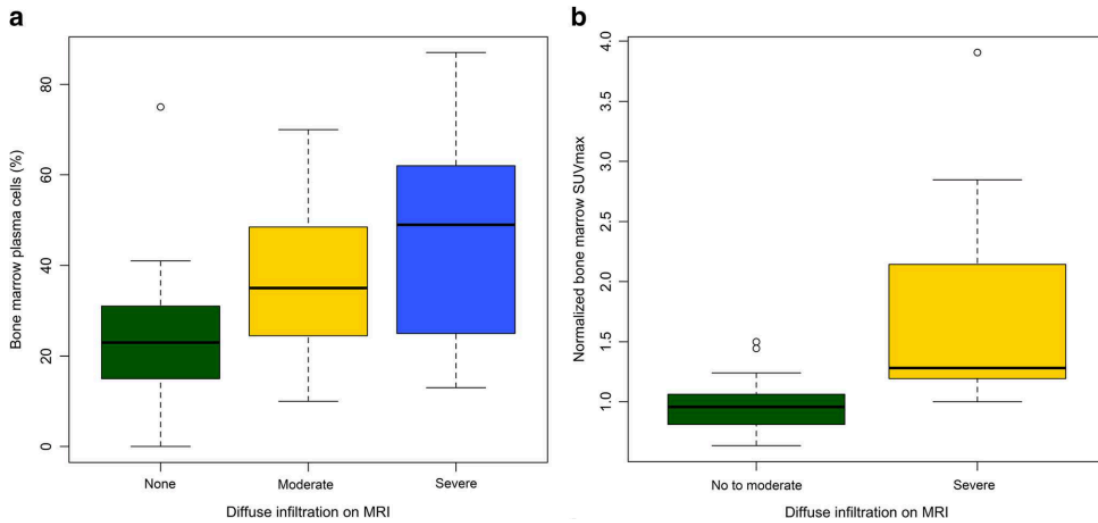 a
Bone marrow plasma cells (%)
80
60
40
20
0
None Moderate Severe
Diffuse infiltration on MRI
b
Normalized bone marrow SUVmax
4.0
3.5
3.0
2.5
2.0
1.5
1.0
No to moderate Severe
Diffuse infiltration on MRI